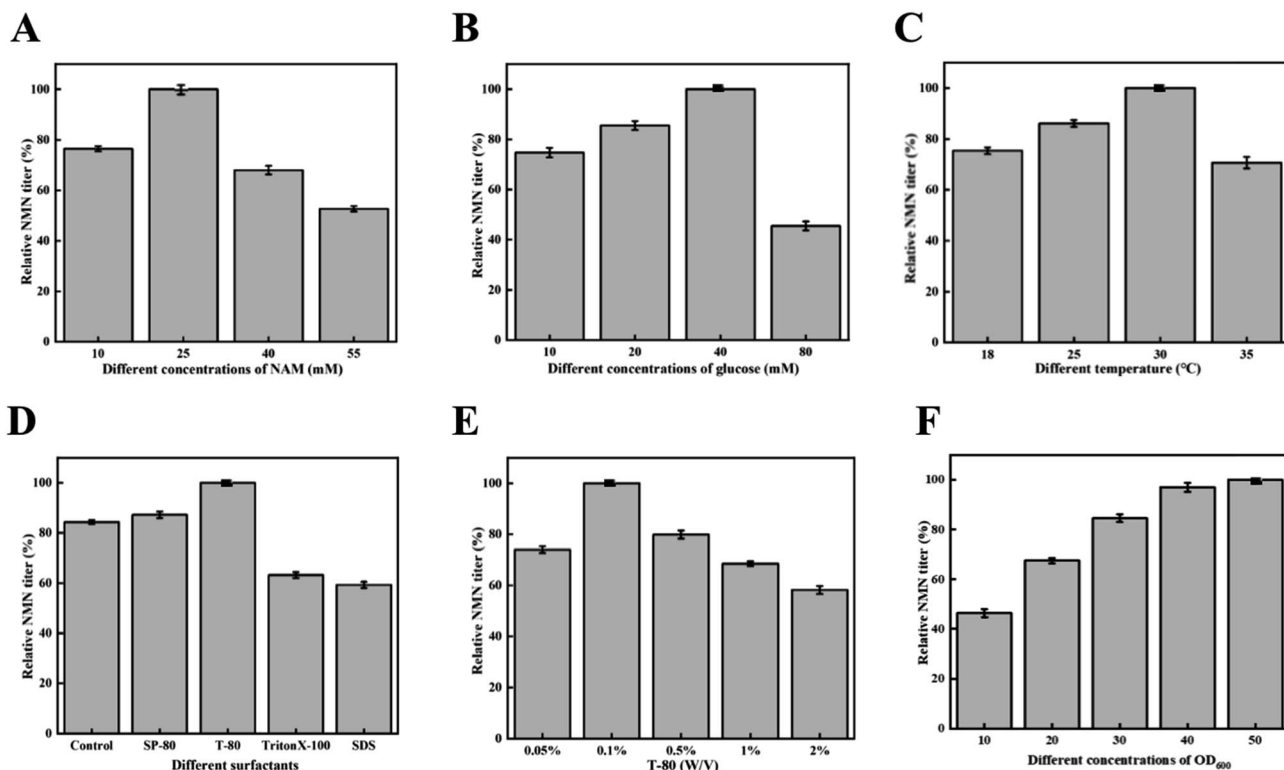 A
Relative NMN titer (%)
100
80
60
40
20
0
10 25 40 55
Different concentrations of NAM (mM)
B
Relative NMN titer (%)
100
80
60
40
20
0
10 20 40 80
Different concentrations of glucose (mM)
C
Relative NMN titer (%)
100
80
60
40
20
0
18 25 30 35
Different temperature (°C)
D
Relative NMN titer (%)
100
80
60
40
20
0
Control SP-80 T-80 TritonX-100 SDS
Different surfactants
E
Relative NMN titer (%)
100
80
60
40
20
0
0.05% 0.1% 0.5% 1% 2%
T-80 (W/V)
F
Relative NMN titer (%)
100
80
60
40
20
0
10 20 30 40 50
Different concentrations of OD600